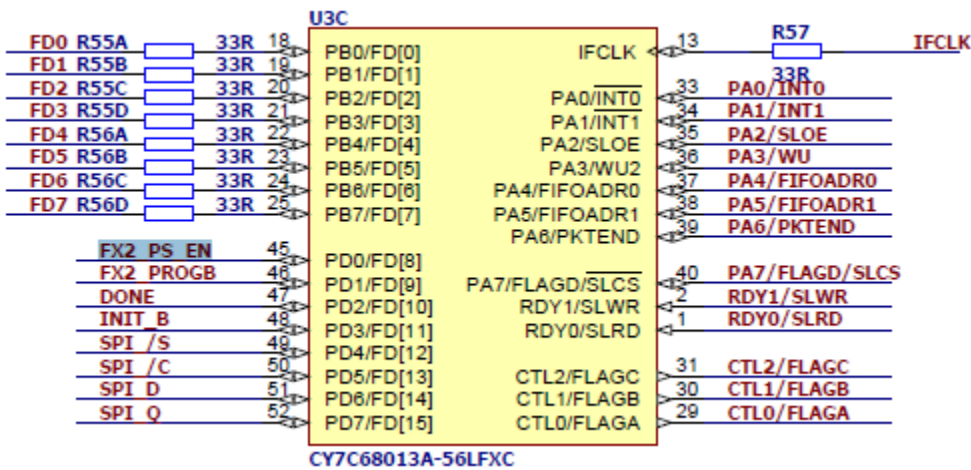 U3C
FD0 R55A 33R 18 PB0/FD[0]
FD1 R55B 33R 19 PB1/FD[1]
FD2 R55C 33R 20 PB2/FD[2]
FD3 R55D 33R 21 PB3/FD[3]
FD4 R56A 33R 22 PB4/FD[4]
FD5 R56B 33R 23 PB5/FD[5]
FD6 R56C 33R 24 PB6/FD[6]
FD7 R56D 33R 25 PB7/FD[7]
FX2_PS_EN 45 PD0/FD[8]
FX2_PROGB 46 PD1/FD[9]
DONE 47 PD2/FD[10]
INIT_B 48 PD3/FD[11]
SPI_/S 49 PD4/FD[12]
SPI_/C 50 PD5/FD[13]
SPI_D 51 PD6/FD[14]
SPI_Q 52 PD7/FD[15]
IFCLK 13 R57 33R IFCLK
PA0/INT0 33 PA0/INT0
PA1/INT1 34 PA1/INT1
PA2/SLOE 35 PA2/SLOE
PA3/WU2 36 PA3/WU
PA4/FIFOADR0 37 PA4/FIFOADR0
PA5/FIFOADR1 38 PA5/FIFOADR1
PA6/PKTEND 39 PA6/PKTEND
PA7/FLAGD/SLCS 40 PA7/FLAGD/SLCS
RDY1/SLWR 2 RDY1/SLWR
RDY0/SLRD 1 RDY0/SLRD
CTL2/FLAGC 31 CTL2/FLAGC
CTL1/FLAGB 30 CTL1/FLAGB
CTL0/FLAGA 29 CTL0/FLAGA
CY7C68013A-56LFXC